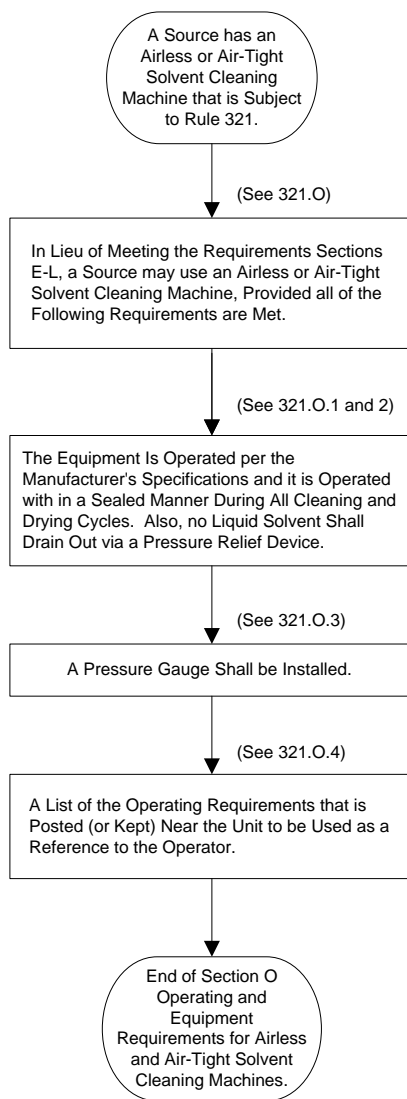 A Source has an
Airless or Air-Tight
Solvent Cleaning
Machine that is Subject
to Rule 321.
(See 321.O)
In Lieu of Meeting the Requirements Sections
E-L, a Source may use an Airless or Air-Tight
Solvent Cleaning Machine, Provided all of the
Following Requirements are Met.
(See 321.O.1 and 2)
The Equipment Is Operated per the
Manufacturer's Specifications and it is Operated
with in a Sealed Manner During All Cleaning and
Drying Cycles.  Also, no Liquid Solvent Shall
Drain Out via a Pressure Relief Device.
(See 321.O.3)
A Pressure Gauge Shall be Installed.
(See 321.O.4)
A List of the Operating Requirements that is
Posted (or Kept) Near the Unit to be Used as a
Reference to the Operator.
End of Section O
Operating and
Equipment
Requirements for Airless
and Air-Tight Solvent
Cleaning Machines.